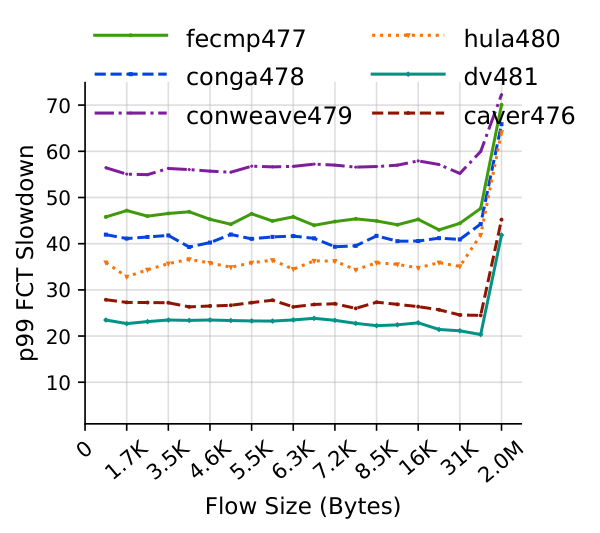 fecmp477
hula480
conga478
dv481
conweave479
caver476
p99 FCT Slowdown
70
60
50
40
30
20
10
0
1.7K
3.5K
4.6K
5.5K
6.3K
7.2K
8.5K
16K
31K
2.0M
Flow Size (Bytes)